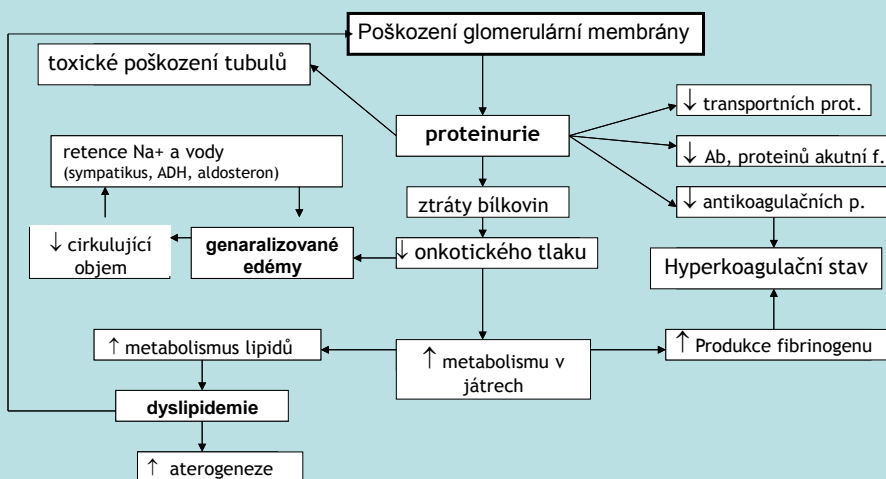 Poškození glomerulární membrány
toxické poškození tubulů
↓ transportních prot.
proteinurie
↓ Ab, proteinů akutní f.
retence Na+ a vody
(sympatikus, ADH, aldosteron)
ztráty bílkovin
↓ antikoagulačních p.
↓ cirkulující
objem
genaralizované
edémy
↓ onkotického tlaku
Hyperkoagulační stav
↑ metabolismus lipidů
↑ metabolismu v
játrech
↑ Produkce fibrinogenu
dyslipidemie
↑ aterogeneze